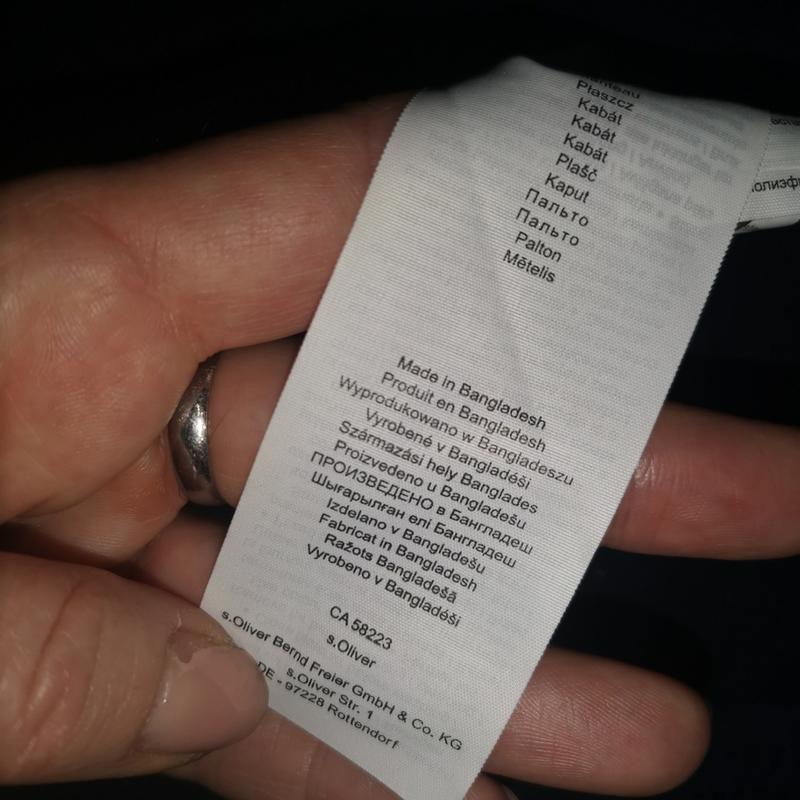 Płaszcz
Kabát
Kabát
Kabát
Plašč
Kaput
Пальто
Пальто
Palton
Mētelis
Made in Bangladesh
Produit en Bangladesh
Wyprodukowano w Bangladeszu
Vyrobené v Bangladéši
Származási hely Banglades
Proizvedeno u Bangladešu
ПРОИЗВЕДЕНО в Бангладеш
Шығарылған елі Бангладеш
Izdelano v Bangladešu
Fabricat in Bangladesh
Ražots Bangladešā
Vyrobeno v Bangladéši
CA 58223
s.Oliver
s.Oliver Bernd Freier GmbH & Co. KG
s.Oliver Str. 1
DE - 97228 Rottendorf